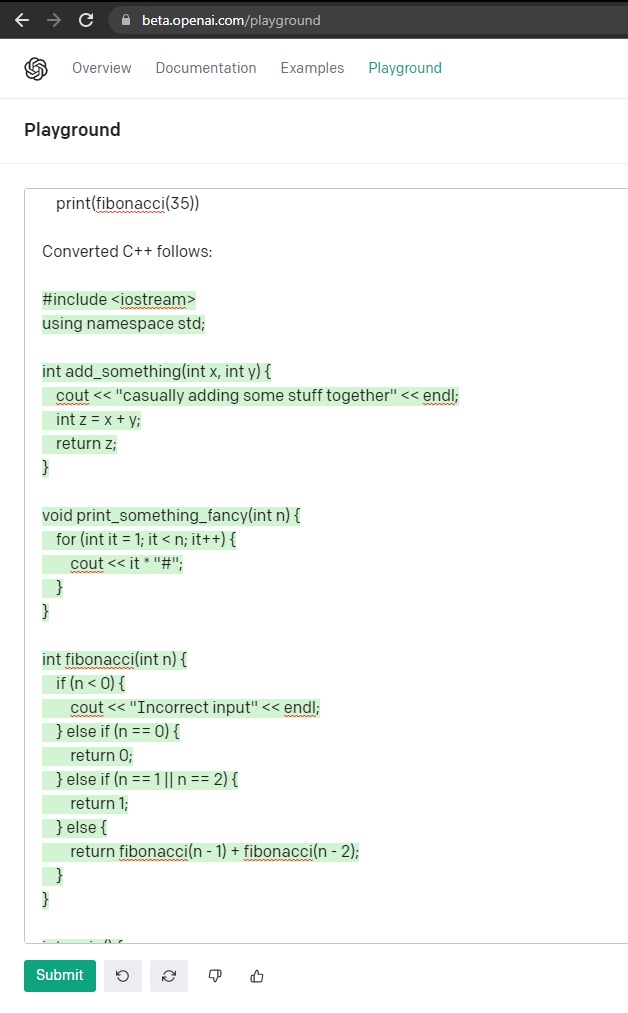 beta.openai.com/playground
Overview Documentation Examples Playground
Playground
print(fibonacci(35))
Converted C++ follows:
#include <iostream>
using namespace std;
int add_something(int x, int y) {
cout << "casually adding some stuff together" << endl;
int z = x + y;
return z;
}
void print_something_fancy(int n) {
for (int it = 1; it < n; it++) {
cout << it * "#";
}
}
int fibonacci(int n) {
if (n < 0) {
cout << "Incorrect input" << endl;
} else if (n == 0) {
return 0;
} else if (n == 1 || n == 2) {
return 1;
} else {
return fibonacci(n - 1) + fibonacci(n - 2);
}
}
Submit